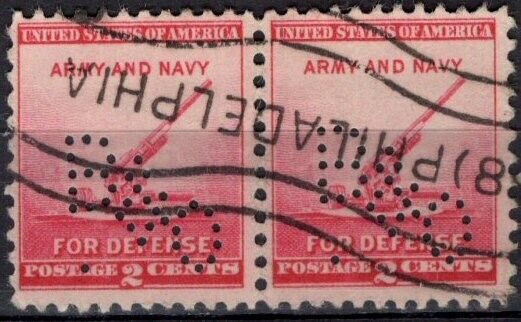 UNITED STATES OF AMERICA
ARMY AND NAVY
FOR DEFENSE
POSTAGE 2 CENTS
UNITED STATES OF AMERICA
ARMY AND NAVY
FOR DEFENSE
POSTAGE 2 CENTS
8) PHILADELPHIA